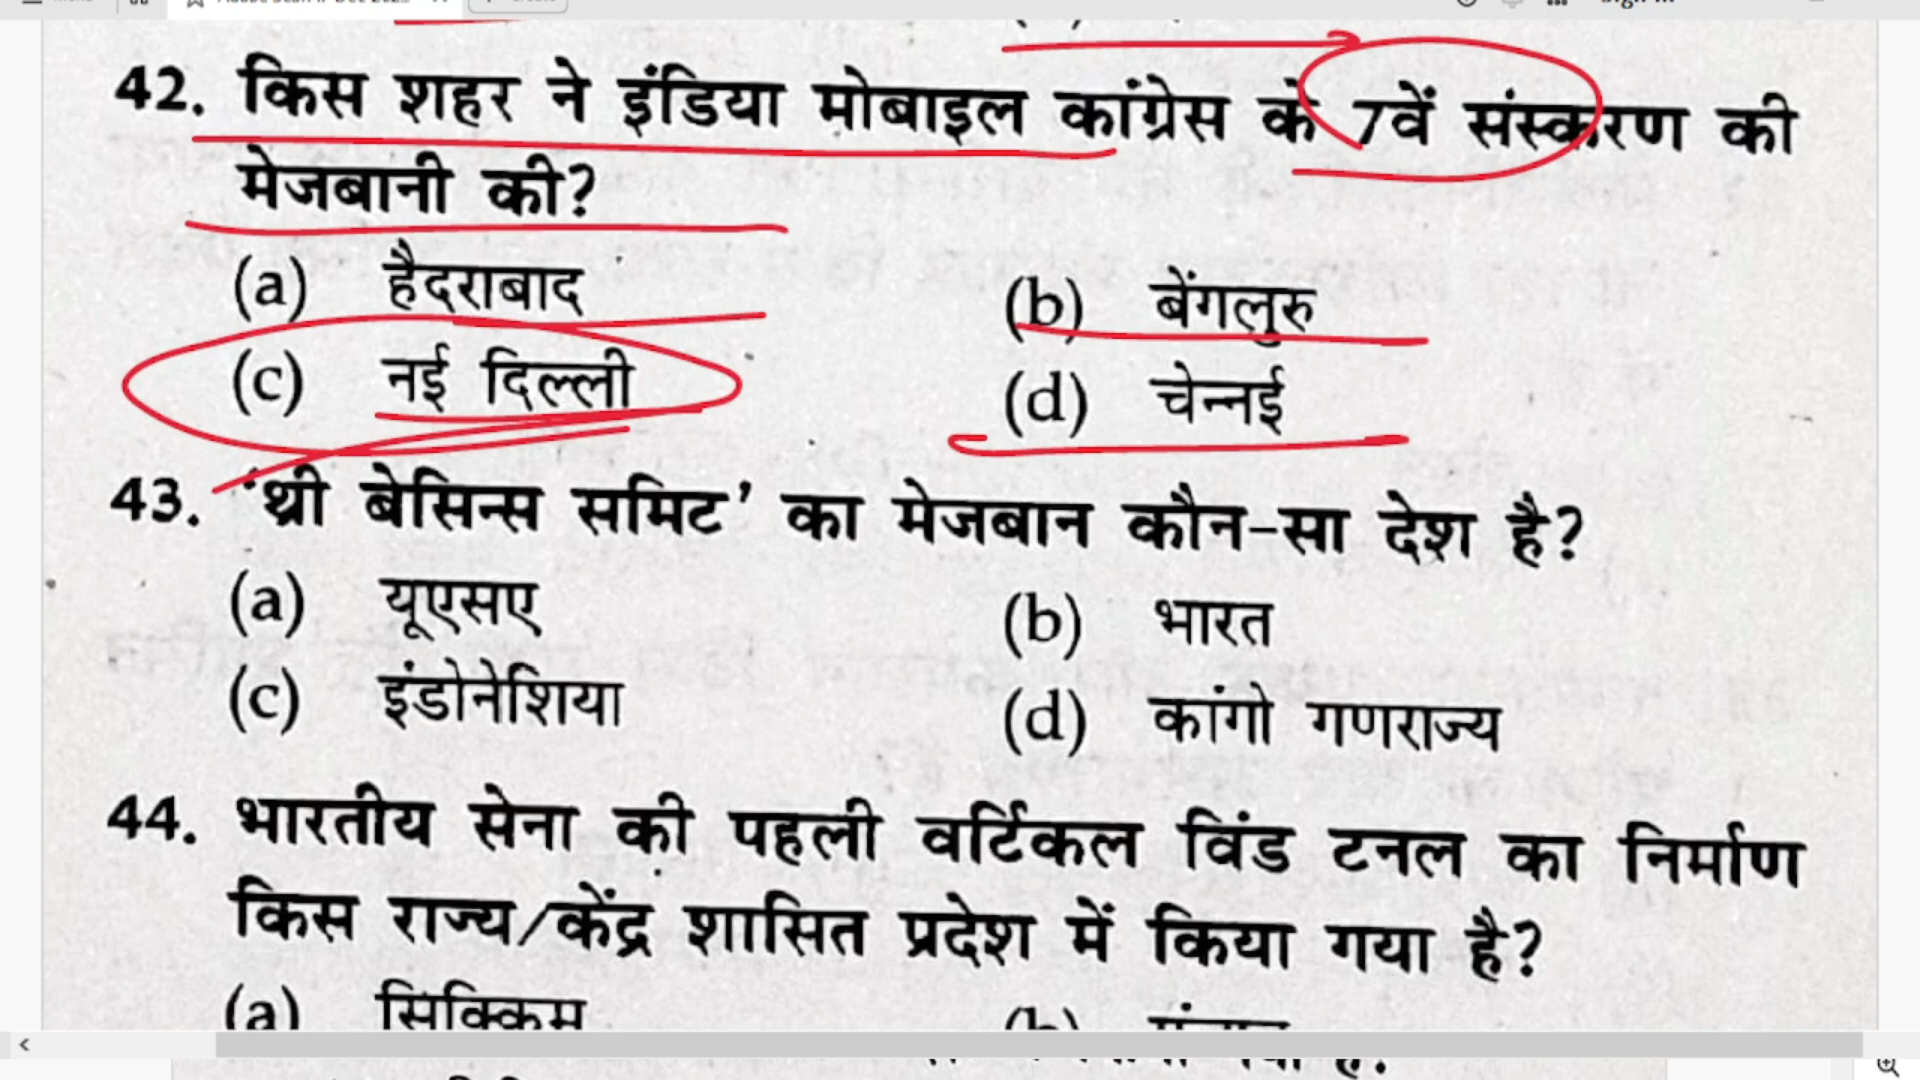 42. किस शहर ने इंडिया मोबाइल कांग्रेस के 7वें संस्करण की
मेजबानी की?
(a) हैदराबाद
(b) बेंगलुरु
(c) नई दिल्ली
(d) चेन्नई
43. 'थ्री बेसिन्स समिट' का मेजबान कौन-सा देश है?
(a) यूएसए
(b) भारत
(c) इंडोनेशिया
(d) कांगो गणराज्य
44. भारतीय सेना की पहली वर्टिकल विंड टनल का निर्माण
किस राज्य/केंद्र शासित प्रदेश में किया गया है?
(a) सिक्किम